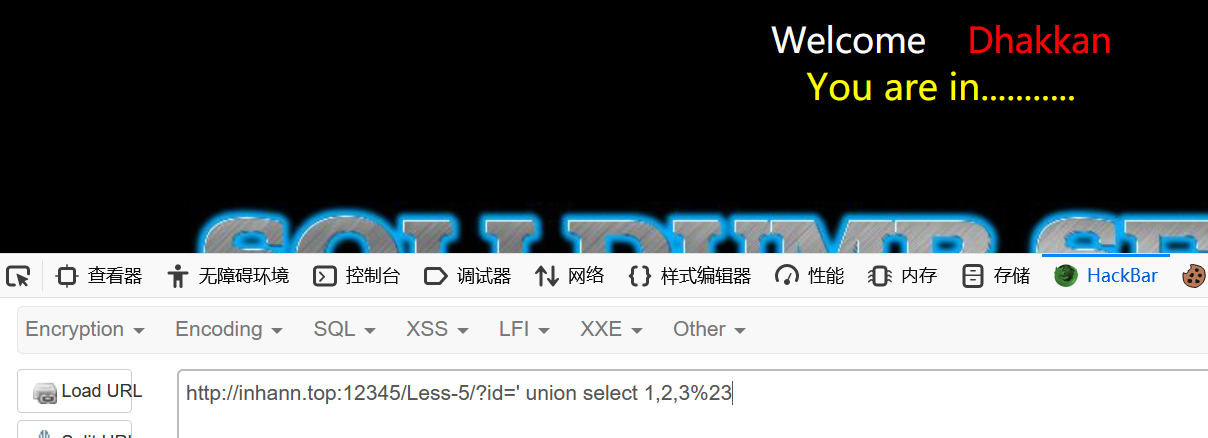 Welcome Dhakkan
You are in...........
查看器 无障碍环境 控制台 调试器 网络 样式编辑器 性能 内存 存储 HackBar
Encryption Encoding SQL XSS LFI XXE Other
Load URL
http://inhann.top:12345/Less-5/?id=' union select 1,2,3%23